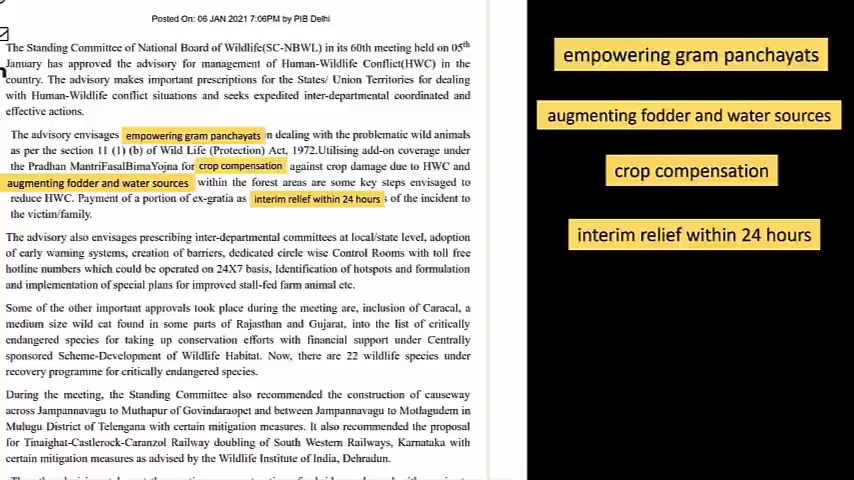 Posted On: 06 JAN 2021 7:06PM by PIB Delhi
The Standing Committee of National Board of Wildlife(SC-NBWL) in its 60th meeting held on 05th
January has approved the advisory for management of Human-Wildlife Conflict(HWC) in the
country. The advisory makes important prescriptions for the States/ Union Territories for dealing
with Human-Wildlife conflict situations and seeks expedited inter-departmental coordinated and
effective actions.
The advisory envisages empowering gram panchayats n dealing with the problematic wild animals
as per the section 11 (1) (b) of Wild Life (Protection) Act, 1972.Utilising add-on coverage under
the Pradhan MantriFasalBimaYojna for crop compensation against crop damage due to HWC and
augmenting fodder and water sources within the forest areas are some key steps envisaged to
reduce HWC. Payment of a portion of ex-gratia as interim relief within 24 hours s of the incident to
the victim/family.
The advisory also envisages prescribing inter-departmental committees at local/state level, adoption
of early warning systems, creation of barriers, dedicated circle wise Control Rooms with toll free
hotline numbers which could be operated on 24X7 basis, Identification of hotspots and formulation
and implementation of special plans for improved stall-fed farm animal etc.
Some of the other important approvals took place during the meeting are, inclusion of Caracal, a
medium size wild cat found in some parts of Rajasthan and Gujarat, into the list of critically
endangered species for taking up conservation efforts with financial support under Centrally
sponsored Scheme-Development of Wildlife Habitat. Now, there are 22 wildlife species under
recovery programme for critically endangered species.
During the meeting, the Standing Committee also recommended the construction of causeway
across Jampannavagu to Muthapur of Govindaraopet and between Jampannavagu to Motlagudem in
Mulugu District of Telengana with certain mitigation measures. It also recommended the proposal
for Tinaighat-Castlerock-Caranzol Railway doubling of South Western Railways, Karnataka with
certain mitigation measures as advised by the Wildlife Institute of India, Dehradun.
empowering gram panchayats
augmenting fodder and water sources
crop compensation
interim relief within 24 hours